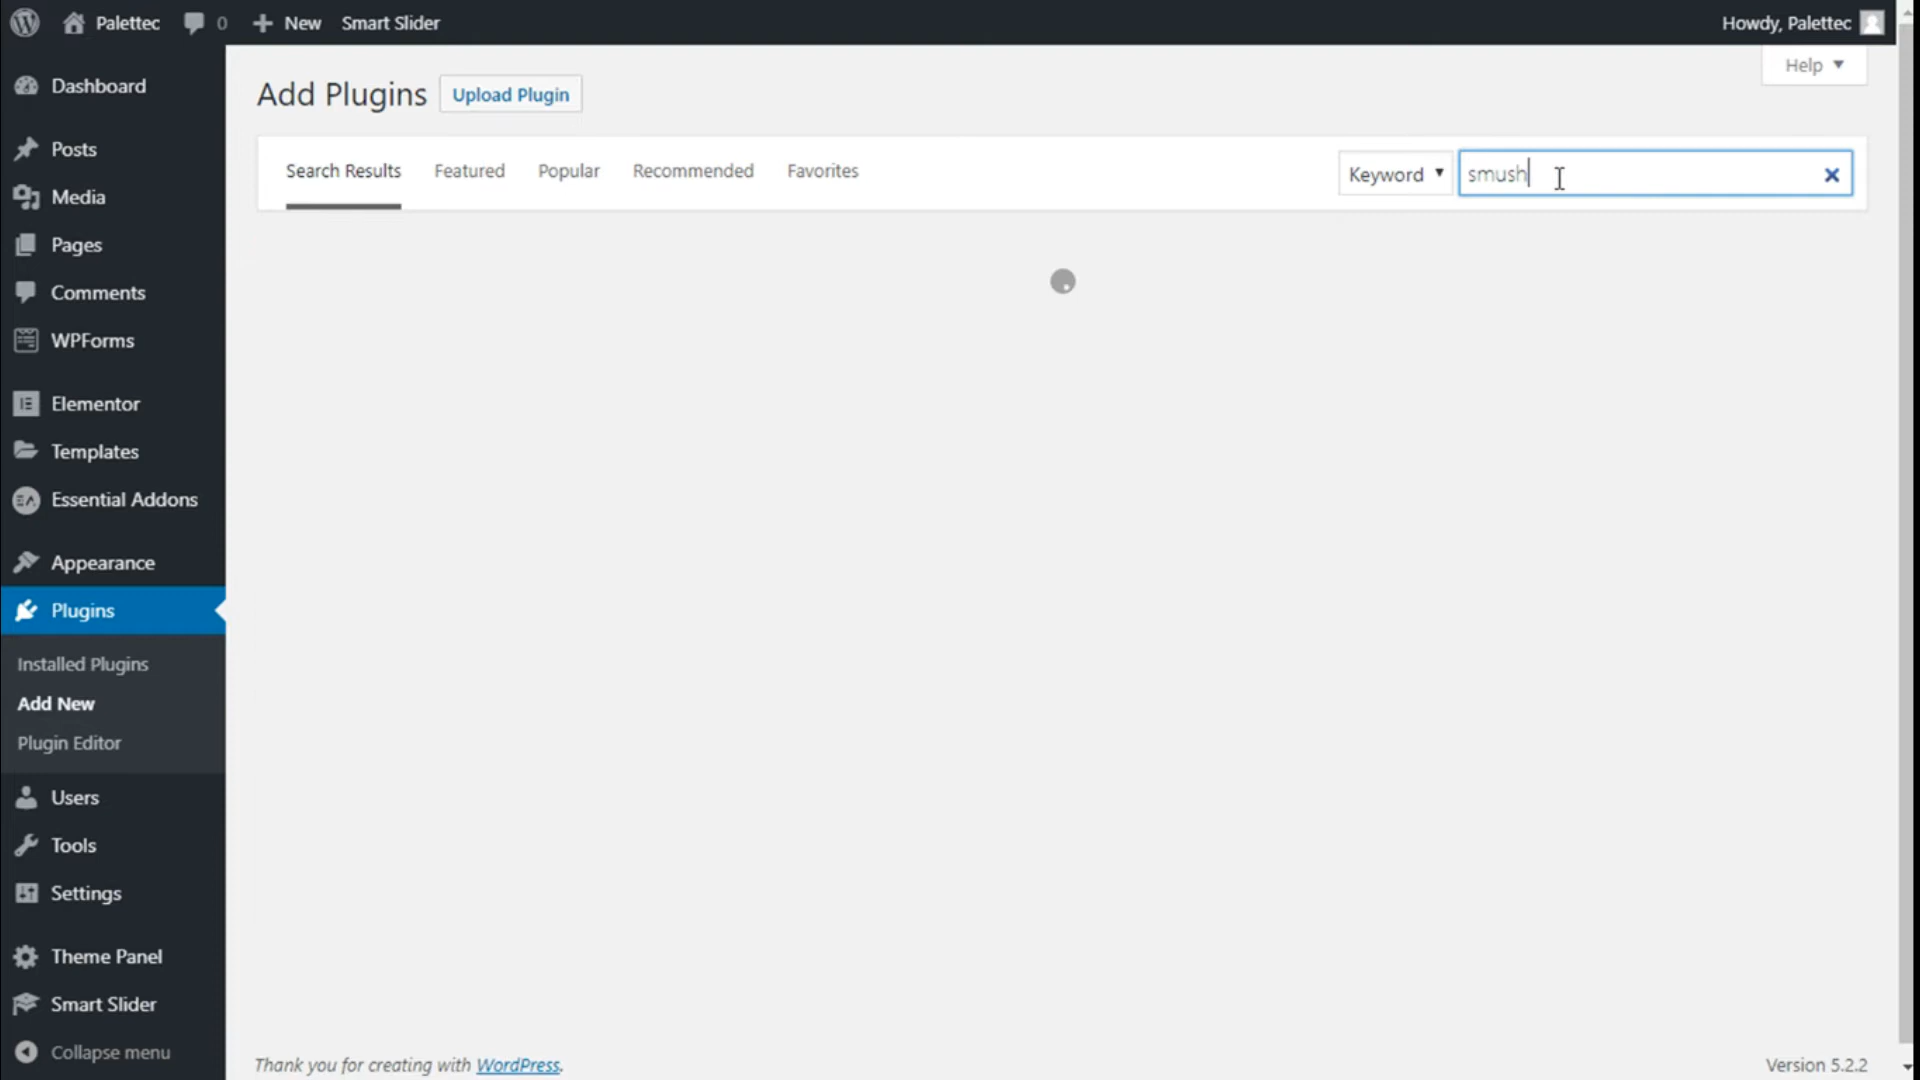 Palettec 0 New Smart Slider Howdy, Palettec
Help
Dashboard
Posts
Media
Pages
Comments
WPForms
Elementor
Templates
Essential Addons
Appearance
Plugins
Installed Plugins
Add New
Plugin Editor
Users
Tools
Settings
Theme Panel
Smart Slider
Collapse menu
Add Plugins Upload Plugin
Search Results Featured Popular Recommended Favorites Keyword smush
Thank you for creating with WordPress. Version 5.2.2